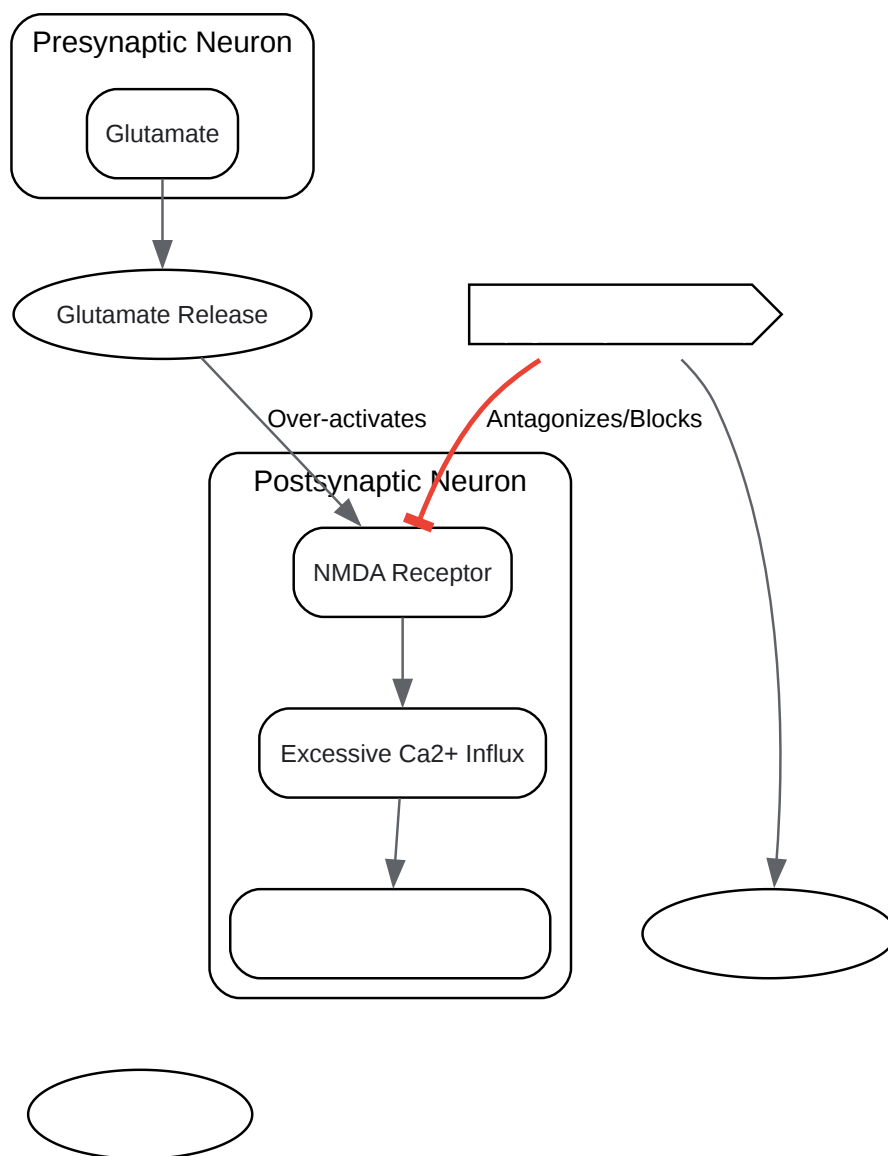 Presynaptic Neuron
Glutamate
Glutamate Release
Over-activates
Antagonizes/Blocks
Postsynaptic Neuron
NMDA Receptor
Excessive Ca2+ Influx